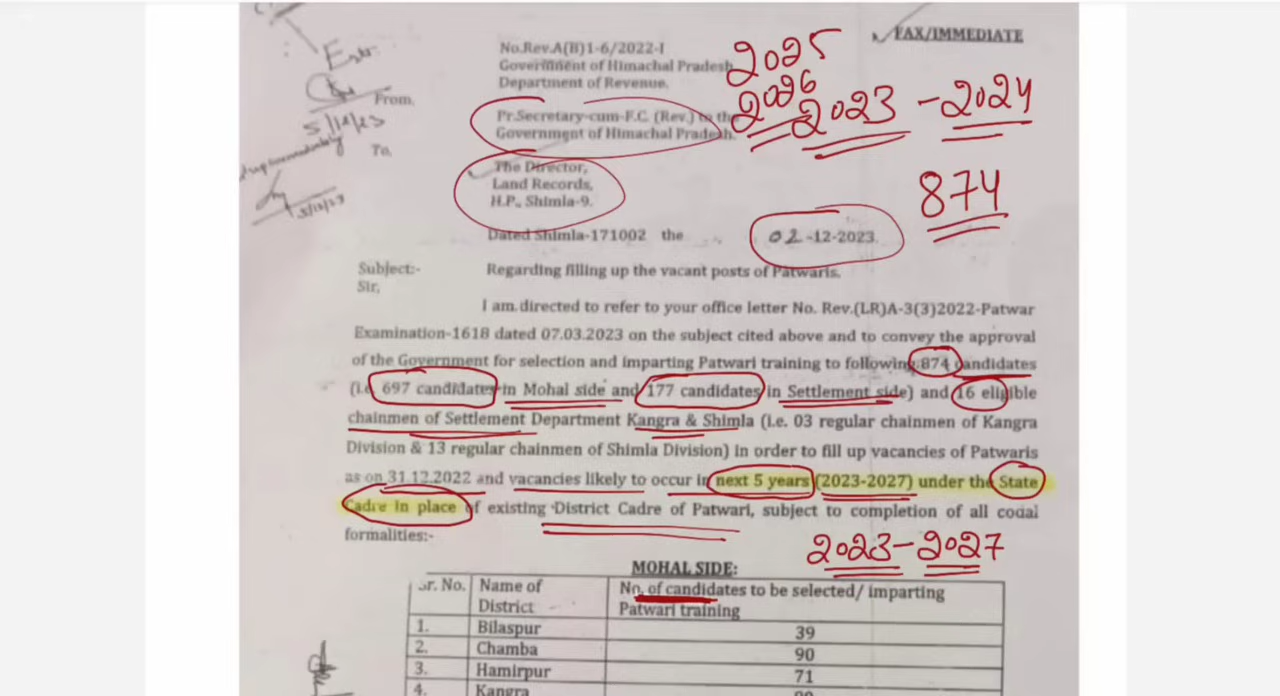 FAX/IMMEDIATE
No.Rev.A(B)1-6/2022-I
Government of Himachal Pradesh
Department of Revenue.
2025
2026
2023 - 2024
874
From,
Pr.Secretary-cum-F.C. (Rev.) to the
Government of Himachal Pradesh.
5/12/23
To,
The Director,
Land Records,
H.P., Shimla-9.
5/12/23
Dated Shimla-171002 the 02-12-2023.
Subject:- Regarding filling up the vacant posts of Patwaris.
Sir,
I am directed to refer to your office letter No. Rev.(LR)A-3(3)2022-Patwar
Examination-1618 dated 07.03.2023 on the subject cited above and to convey the approval
of the Government for selection and imparting Patwari training to following 874 candidates
(i.e. 697 candidates in Mohal side and 177 candidates in Settlement side) and 16 eligible
chainmen of Settlement Department Kangra & Shimla (i.e. 03 regular chainmen of Kangra
Division & 13 regular chainmen of Shimla Division) in order to fill up vacancies of Patwaris
as on 31.12.2022 and vacancies likely to occur in next 5 years (2023-2027) under the State
Cadre in place of existing District Cadre of Patwari, subject to completion of all codal
formalities:-
2023-2027
MOHAL SIDE:
Sr. No. Name of District No. of candidates to be selected/ imparting Patwari training
1. Bilaspur 39
2. Chamba 90
3. Hamirpur 71
4. Kangra